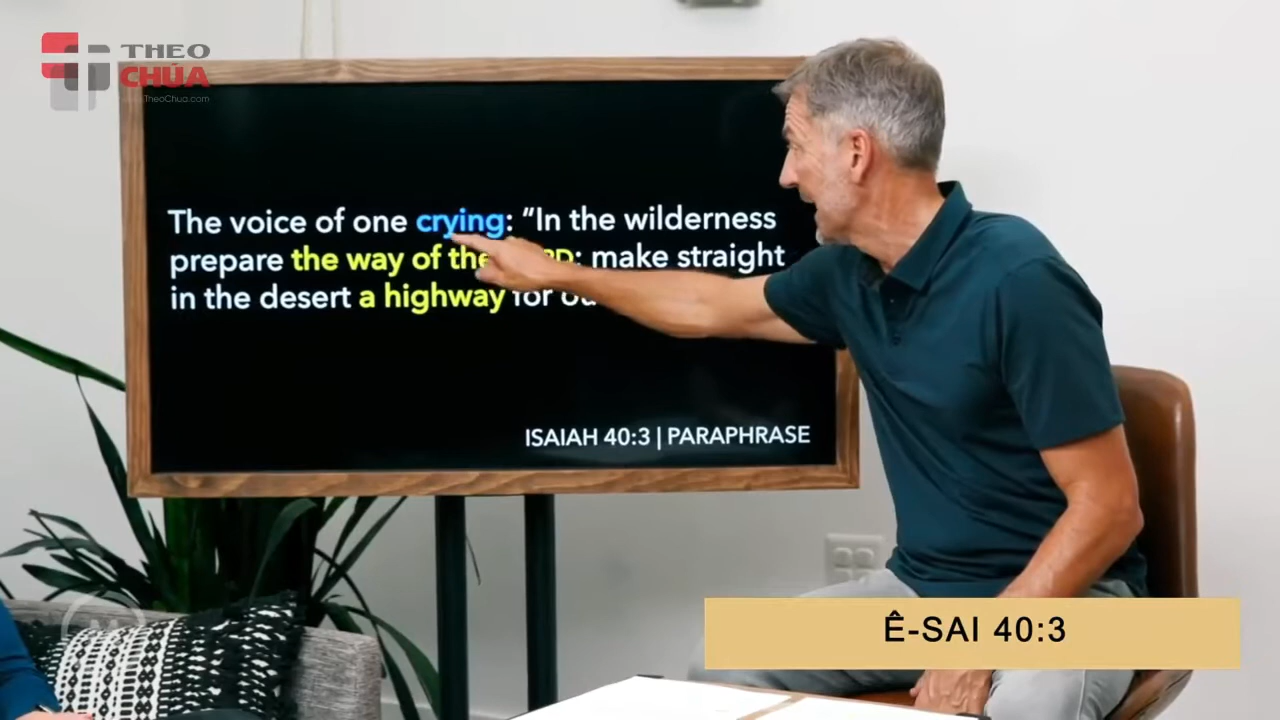 THEO
CHÚA
www.TheoChua.com
The voice of one crying: “In the wilderness
prepare the way of the : make straight
in the desert a highway for
ISAIAH 40:3 | PARAPHRASE
Ê-SAI 40:3